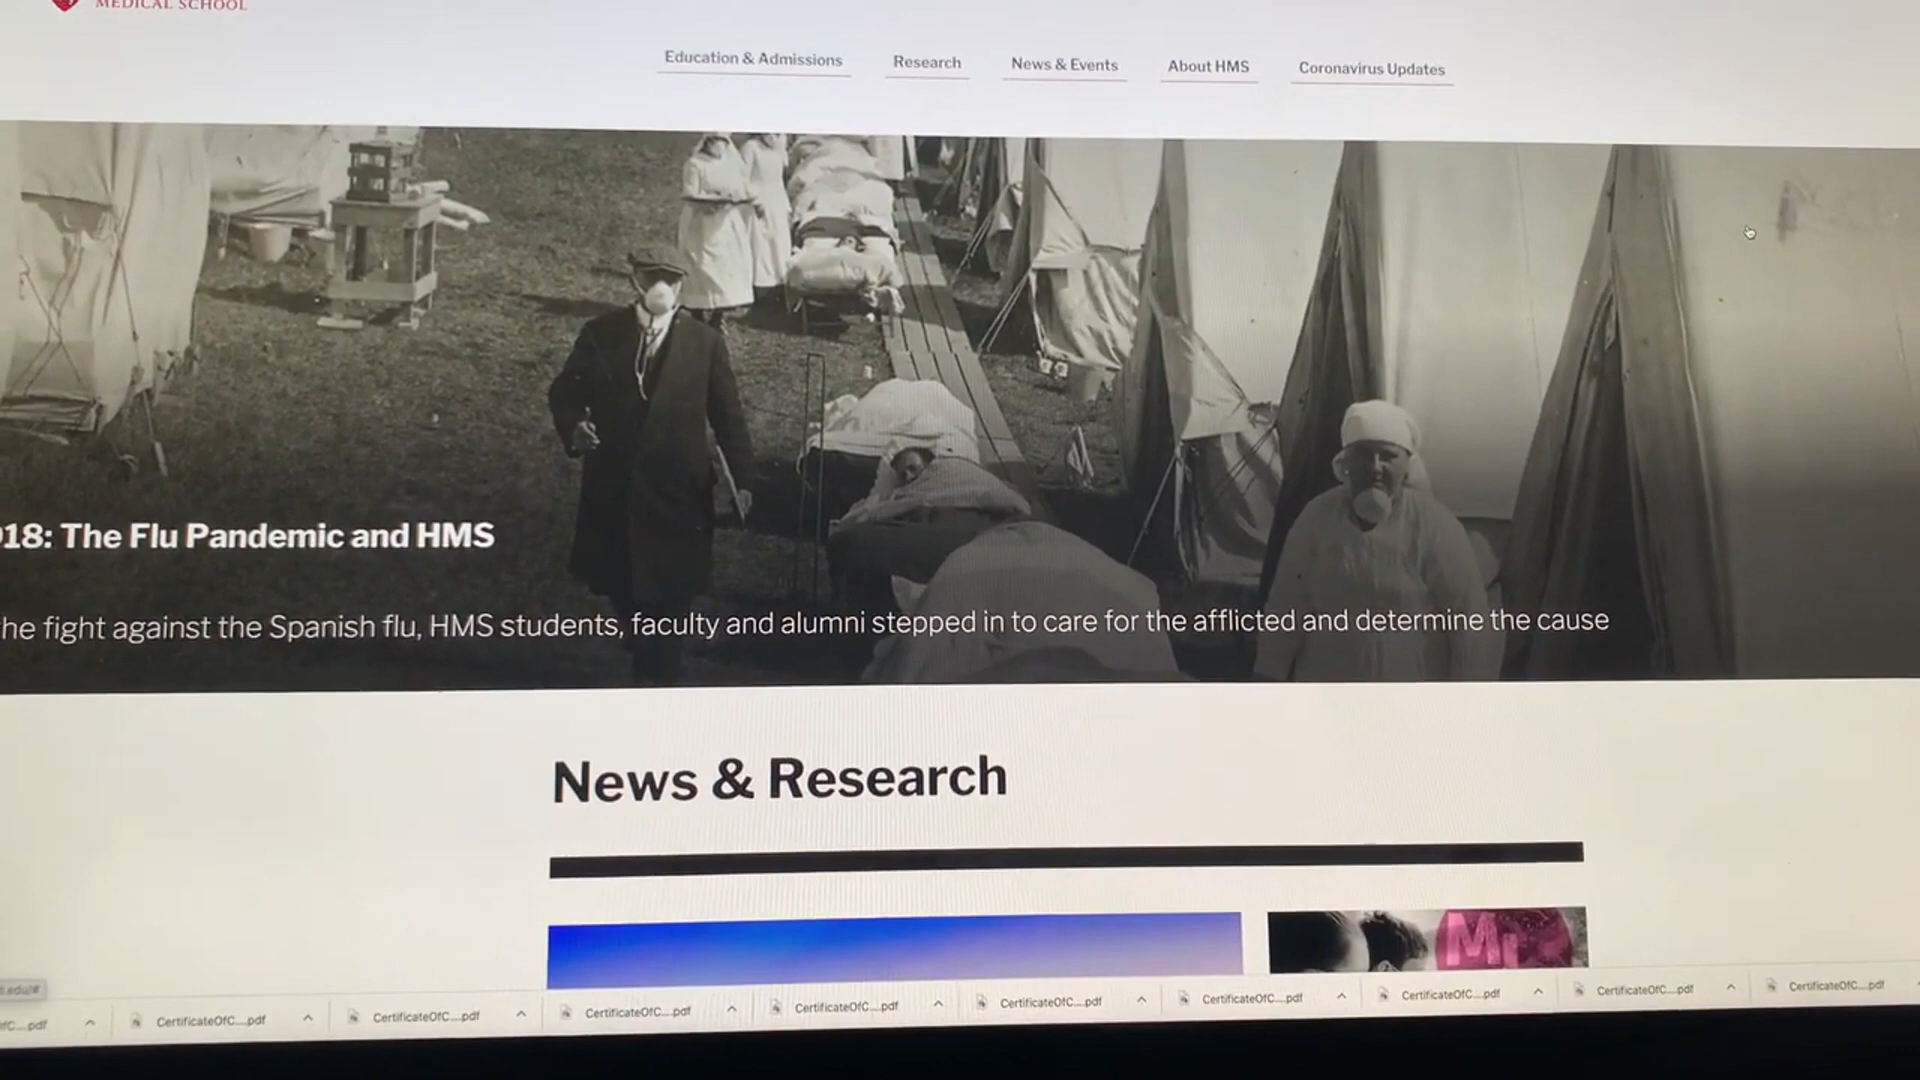 MEDICAL SCHOOL
Education & Admissions
Research
News & Events
About HMS
Coronavirus Updates
18: The Flu Pandemic and HMS
he fight against the Spanish flu, HMS students, faculty and alumni stepped in to care for the afflicted and determine the cause
News & Research
d.edu/#
fC....pdf
CertificateOfC....pdf
CertificateOfC....pdf
CertificateOfC....pdf
CertificateOfC....pdf
CertificateOfC....pdf
CertificateOfC....pdf
CertificateOfC....pdf
CertificateOfC....pdf
CertificateOfC....pdf